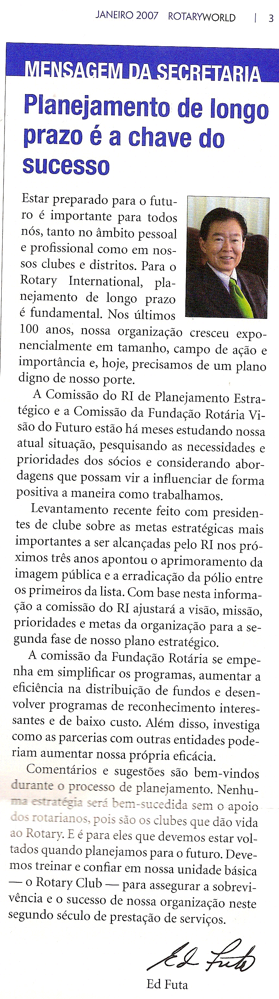 JANEIRO 2007 ROTARYWORLD | 3
MENSAGEM DA SECRETARIA
Planejamento de longo
prazo é a chave do
sucesso
Estar preparado para o futu-
ro é importante para todos
nós, tanto no âmbito pessoal
e profissional como em nos-
sos clubes e distritos. Para o
Rotary International, pla-
nejamento de longo prazo
é fundamental. Nos últimos
100 anos, nossa organização cresceu expo-
nencialmente em tamanho, campo de ação e
importância e, hoje, precisamos de um plano
digno de nosso porte.
A Comissão do RI de Planejamento Estra-
tégico e a Comissão da Fundação Rotária Vi-
são do Futuro estão há meses estudando nossa
atual situação, pesquisando as necessidades e
prioridades dos sócios e considerando abor-
dagens que possam vir a influenciar de forma
positiva a maneira como trabalhamos.
Levantamento recente feito com presiden-
tes de clube sobre as metas estratégicas mais
importantes a ser alcançadas pelo RI nos pró-
ximos três anos apontou o aprimoramento da
imagem pública e a erradicação da pólio entre
os primeiros da lista. Com base nesta informa-
ção a comissão do RI ajustará a visão, missão,
prioridades e metas da organização para a se-
gunda fase de nosso plano estratégico.
A comissão da Fundação Rotária se empe-
nha em simplificar os programas, aumentar a
eficiência na distribuição de fundos e desen-
volver programas de reconhecimento interes-
santes e de baixo custo. Além disso, investiga
como as parcerias com outras entidades pode-
riam aumentar nossa própria eficácia.
Comentários e sugestões são bem-vindos
durante o processo de planejamento. Nenhu-
ma estratégia será bem-sucedida sem o apoio
dos rotarianos, pois são os clubes que dão vida
ao Rotary. E é para eles que devemos estar vol-
tados quando planejamos para o futuro. Deve-
mos treinar e confiar em nossa unidade básica
— o Rotary Club — para assegurar a sobrevi-
vência e o sucesso de nossa organização neste
segundo século de prestação de serviços.
Ed Futa
Ed Futa